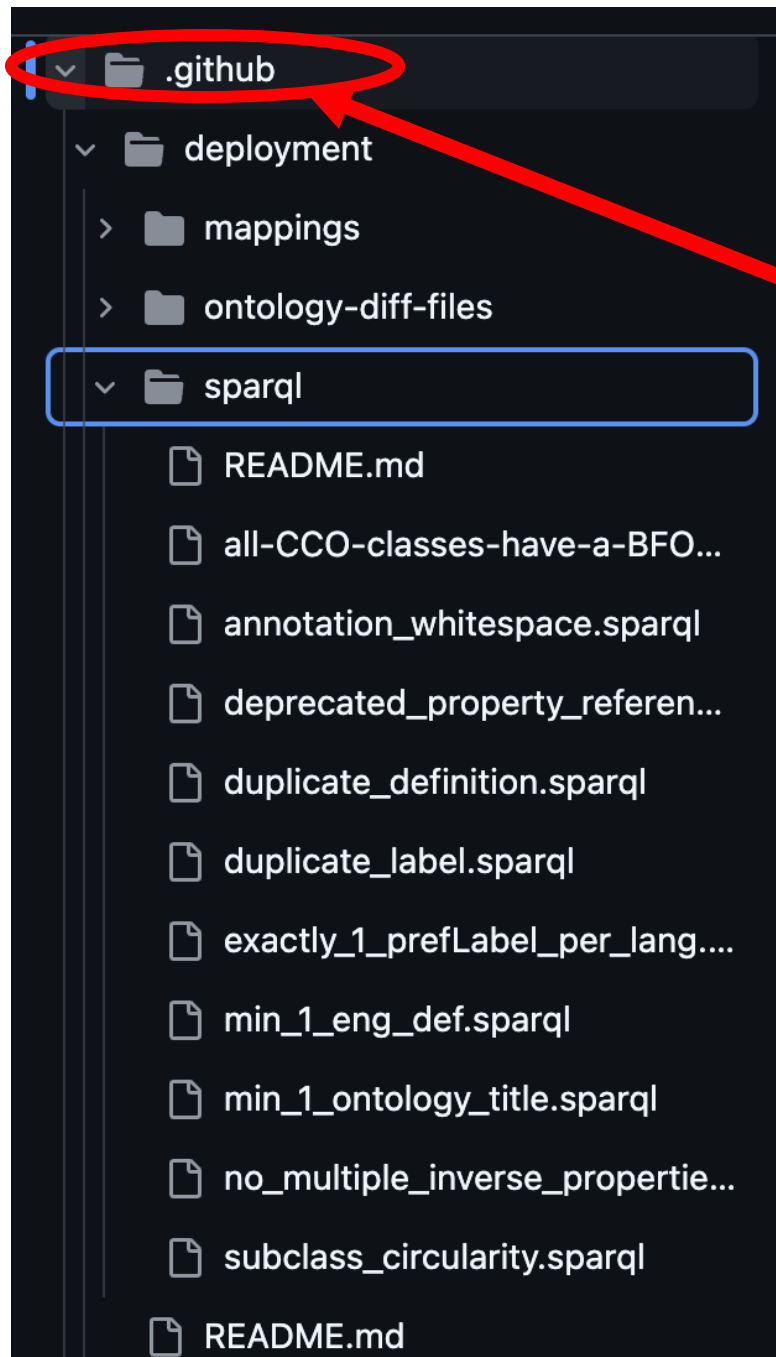 .github
deployment
mappings
ontology-diff-files
sparql
README.md
all-CCO-classes-have-a-BFO...
annotation_whitespace.sparql
deprecated_property_referen...
duplicate_definition.sparql
duplicate_label.sparql
exactly_1_prefLabel_per_lang....
min_1_eng_def.sparql
min_1_ontology_title.sparql
no_multiple_inverse_propertie...
subclass_circularity.sparql
README.md